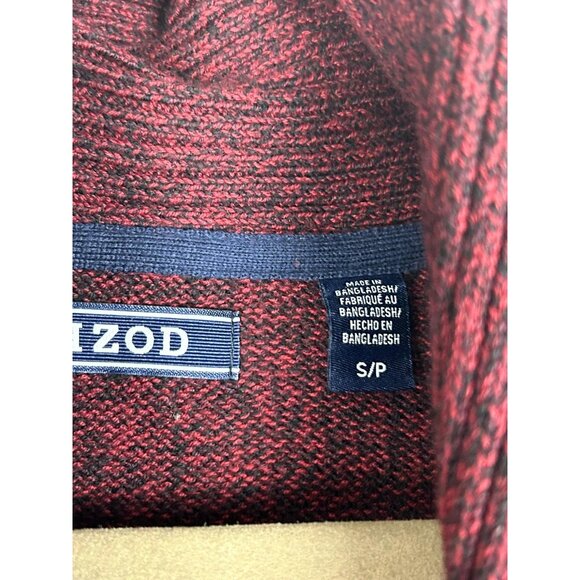 IZOD
MADE IN
BANGLADESH/
FABRIQUÉ AU
BANGLADESH/
HECHO EN
BANGLADESH
S/P